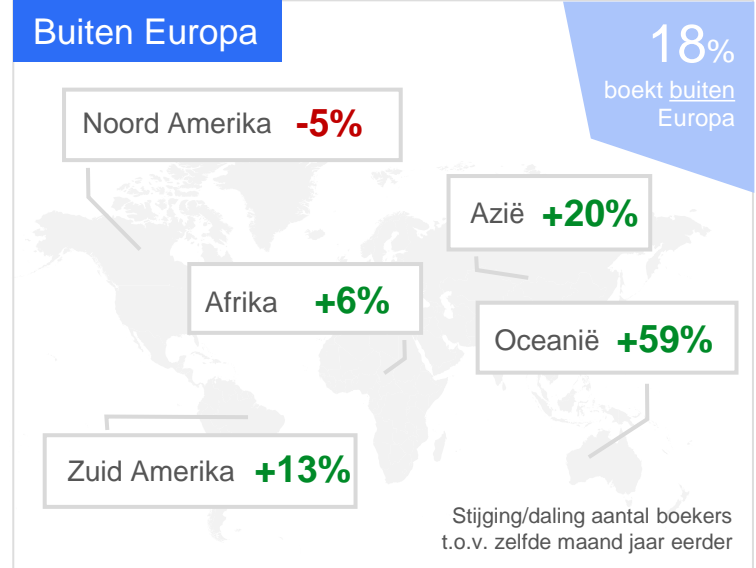 Buiten Europa
18%
boekt buiten
Europa
Noord Amerika -5%
Azië +20%
Afrika +6%
Oceanië +59%
Zuid Amerika +13%
Stijging/daling aantal boekers
t.o.v. zelfde maand jaar eerder